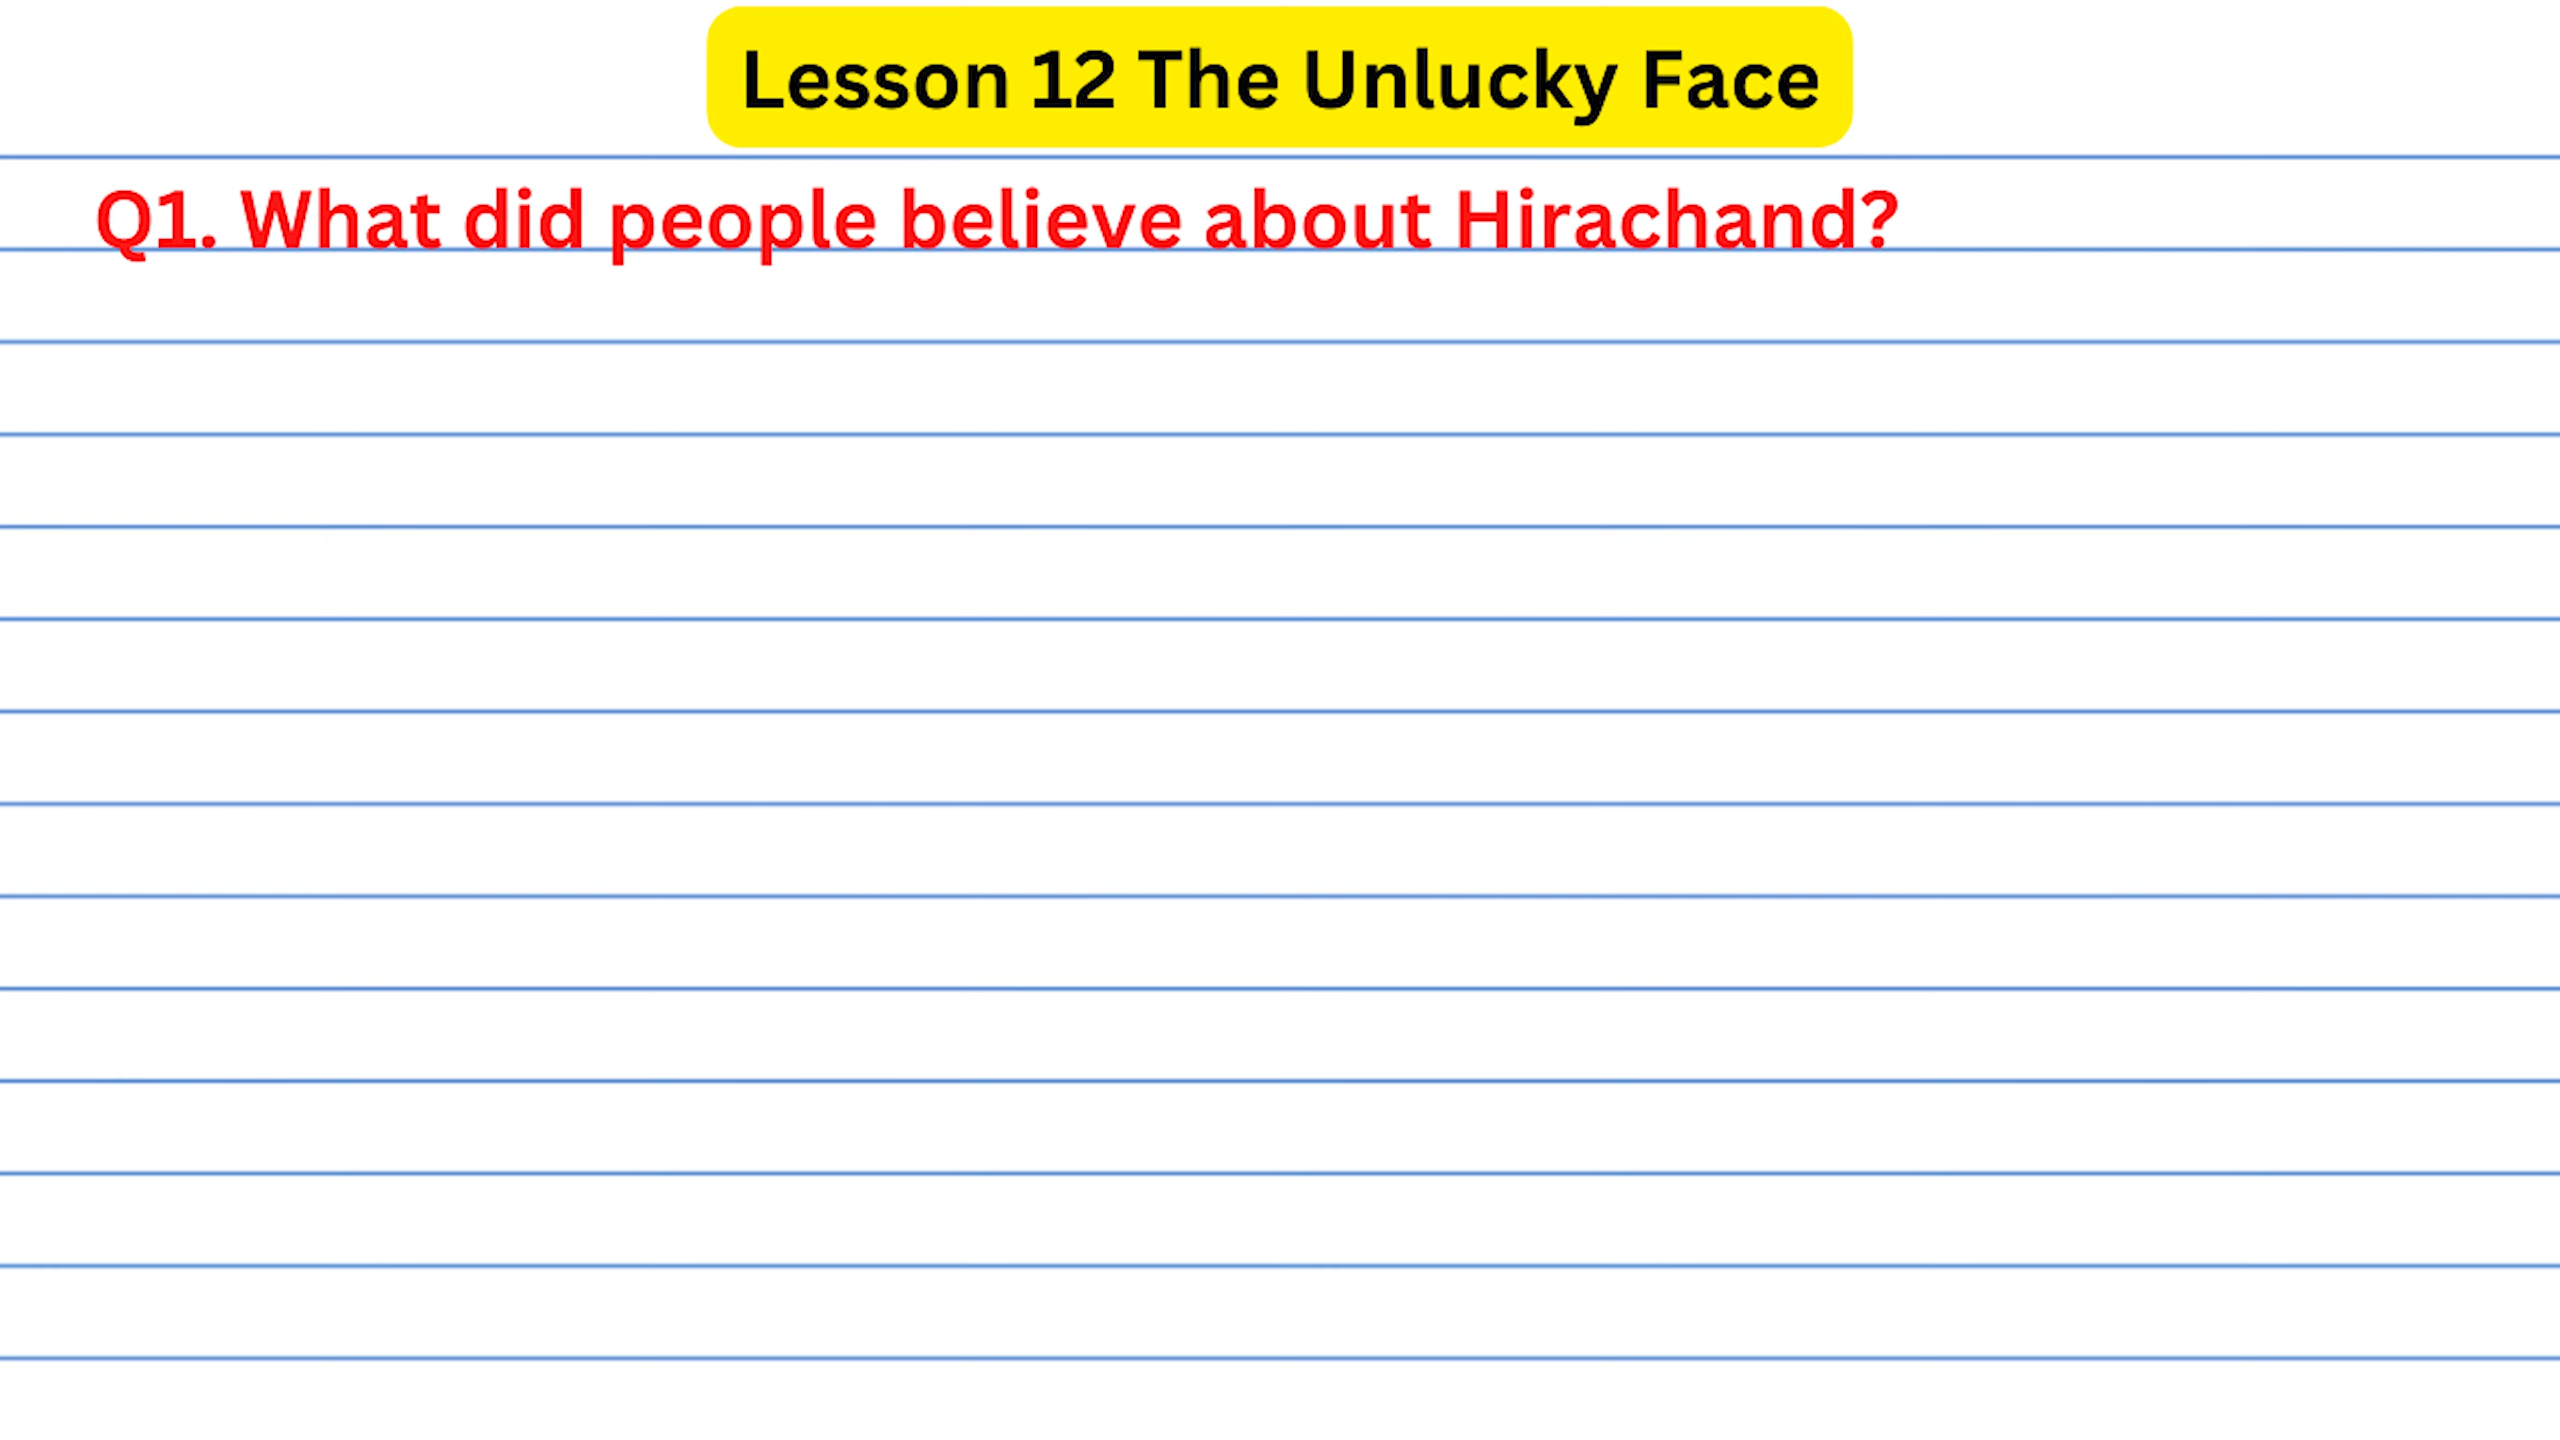 Lesson 12 The Unlucky Face
Q1. What did people believe about Hirachand?